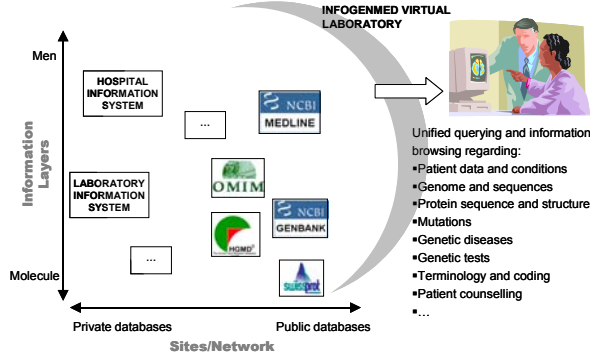 INFOGENMED VIRTUAL
LABORATORY
Men
HOSPITAL
INFORMATION
SYSTEM
...
NCBI
MEDLINE
Information
Layers
OMIM
LABORATORY
INFORMATION
SYSTEM
HGMD
NCBI
GENBANK
...
swissprot
Molecule
Private databases
Public databases
Sites/Network
Unified querying and information
browsing regarding:
▪Patient data and conditions
▪Genome and sequences
▪Protein sequence and structure
▪Mutations
▪Genetic diseases
▪Genetic tests
▪Terminology and coding
▪Patient counselling
▪...